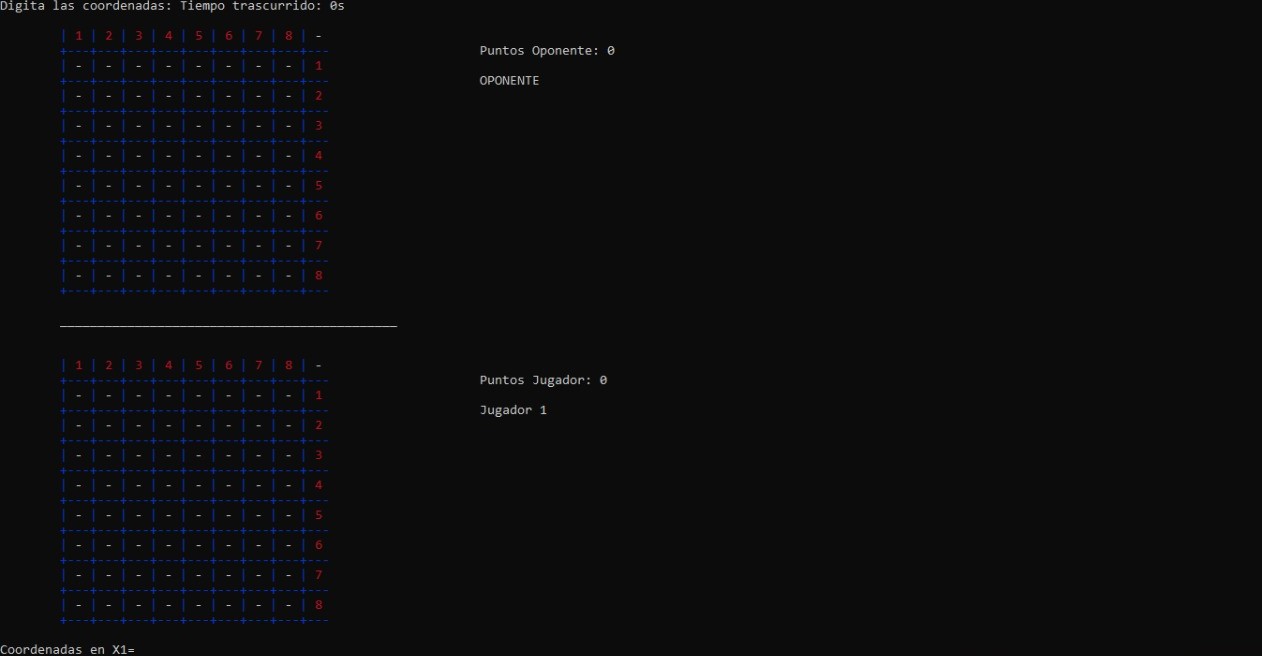 Digita las coordenadas: Tiempo trascurrido: 0s
| 1 | 2 | 3 | 4 | 5 | 6 | 7 | 8 | -
+---+---+---+---+---+---+---+---+---
Puntos Oponente: 0
| - | - | - | - | - | - | - | - | 1
+---+---+---+---+---+---+---+---+---
OPONENTE
| - | - | - | - | - | - | - | - | 2
+---+---+---+---+---+---+---+---+---
| - | - | - | - | - | - | - | - | 3
+---+---+---+---+---+---+---+---+---
| - | - | - | - | - | - | - | - | 4
+---+---+---+---+---+---+---+---+---
| - | - | - | - | - | - | - | - | 5
+---+---+---+---+---+---+---+---+---
| - | - | - | - | - | - | - | - | 6
+---+---+---+---+---+---+---+---+---
| - | - | - | - | - | - | - | - | 7
+---+---+---+---+---+---+---+---+---
| - | - | - | - | - | - | - | - | 8
+---+---+---+---+---+---+---+---+---
_____________________________________________
| 1 | 2 | 3 | 4 | 5 | 6 | 7 | 8 | -
+---+---+---+---+---+---+---+---+---
Puntos Jugador: 0
| - | - | - | - | - | - | - | - | 1
+---+---+---+---+---+---+---+---+---
Jugador 1
| - | - | - | - | - | - | - | - | 2
+---+---+---+---+---+---+---+---+---
| - | - | - | - | - | - | - | - | 3
+---+---+---+---+---+---+---+---+---
| - | - | - | - | - | - | - | - | 4
+---+---+---+---+---+---+---+---+---
| - | - | - | - | - | - | - | - | 5
+---+---+---+---+---+---+---+---+---
| - | - | - | - | - | - | - | - | 6
+---+---+---+---+---+---+---+---+---
| - | - | - | - | - | - | - | - | 7
+---+---+---+---+---+---+---+---+---
| - | - | - | - | - | - | - | - | 8
+---+---+---+---+---+---+---+---+---
Coordenadas en X1=